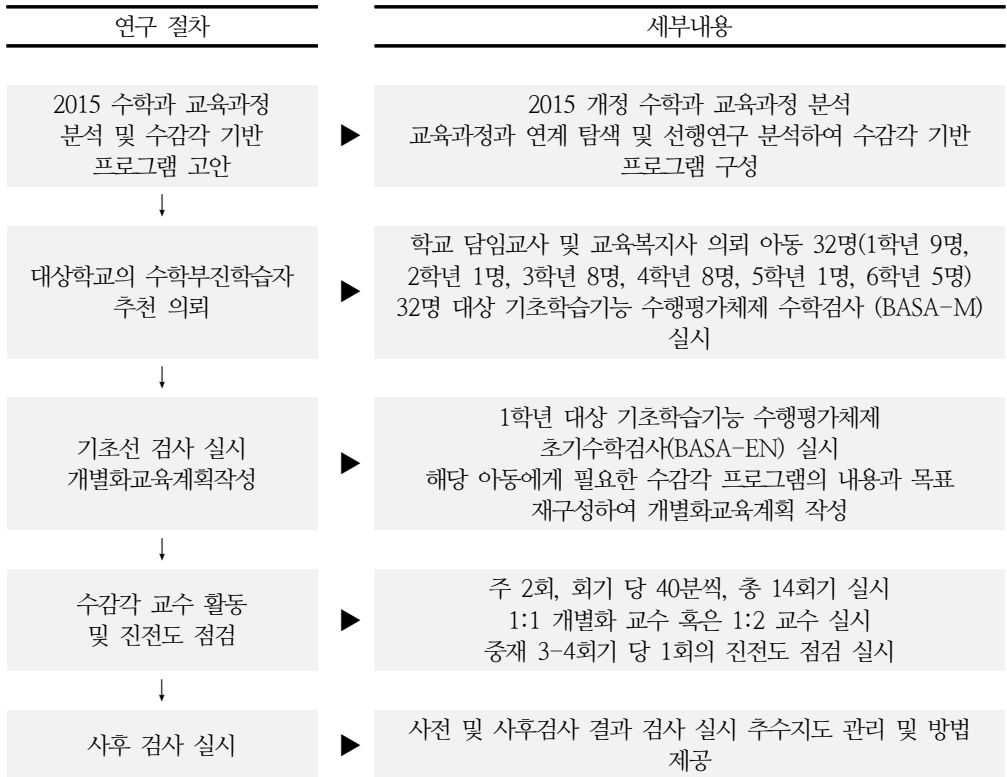 연구 절차
세부내용
2015 수학과 교육과정
분석 및 수감각 기반
프로그램 고안
▶
2015 개정 수학과 교육과정 분석
교육과정과 연계 탐색 및 선행연구 분석하여 수감각 기반
프로그램 구성
↓
대상학교의 수학부진학습자
추천 의뢰
▶
학교 담임교사 및 교육복지사 의뢰 아동 32명(1학년 9명,
2학년 1명, 3학년 8명, 4학년 8명, 5학년 1명, 6학년 5명)
32명 대상 기초학습기능 수행평가체제 수학검사 (BASA-M)
실시
↓
기초선 검사 실시
개별화교육계획작성
▶
1학년 대상 기초학습기능 수행평가체제
초기수학검사(BASA-EN) 실시
해당 아동에게 필요한 수감각 프로그램의 내용과 목표
재구성하여 개별화교육계획 작성
↓
수감각 교수 활동
및 진전도 점검
▶
주 2회, 회기 당 40분씩, 총 14회기 실시
1:1 개별화 교수 혹은 1:2 교수 실시
중재 3-4회기 당 1회의 진전도 점검 실시
↓
사후 검사 실시
▶
사전 및 사후검사 결과 검사 실시 추수지도 관리 및 방법
제공